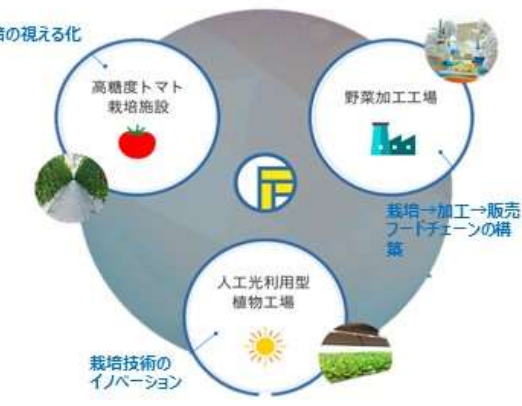 の視える化
高糖度トマト
栽培施設
野菜加工工場
栽培→加工→販売
フードチェーンの構
築
人工光利用型
植物工場
栽培技術の
イノベーション